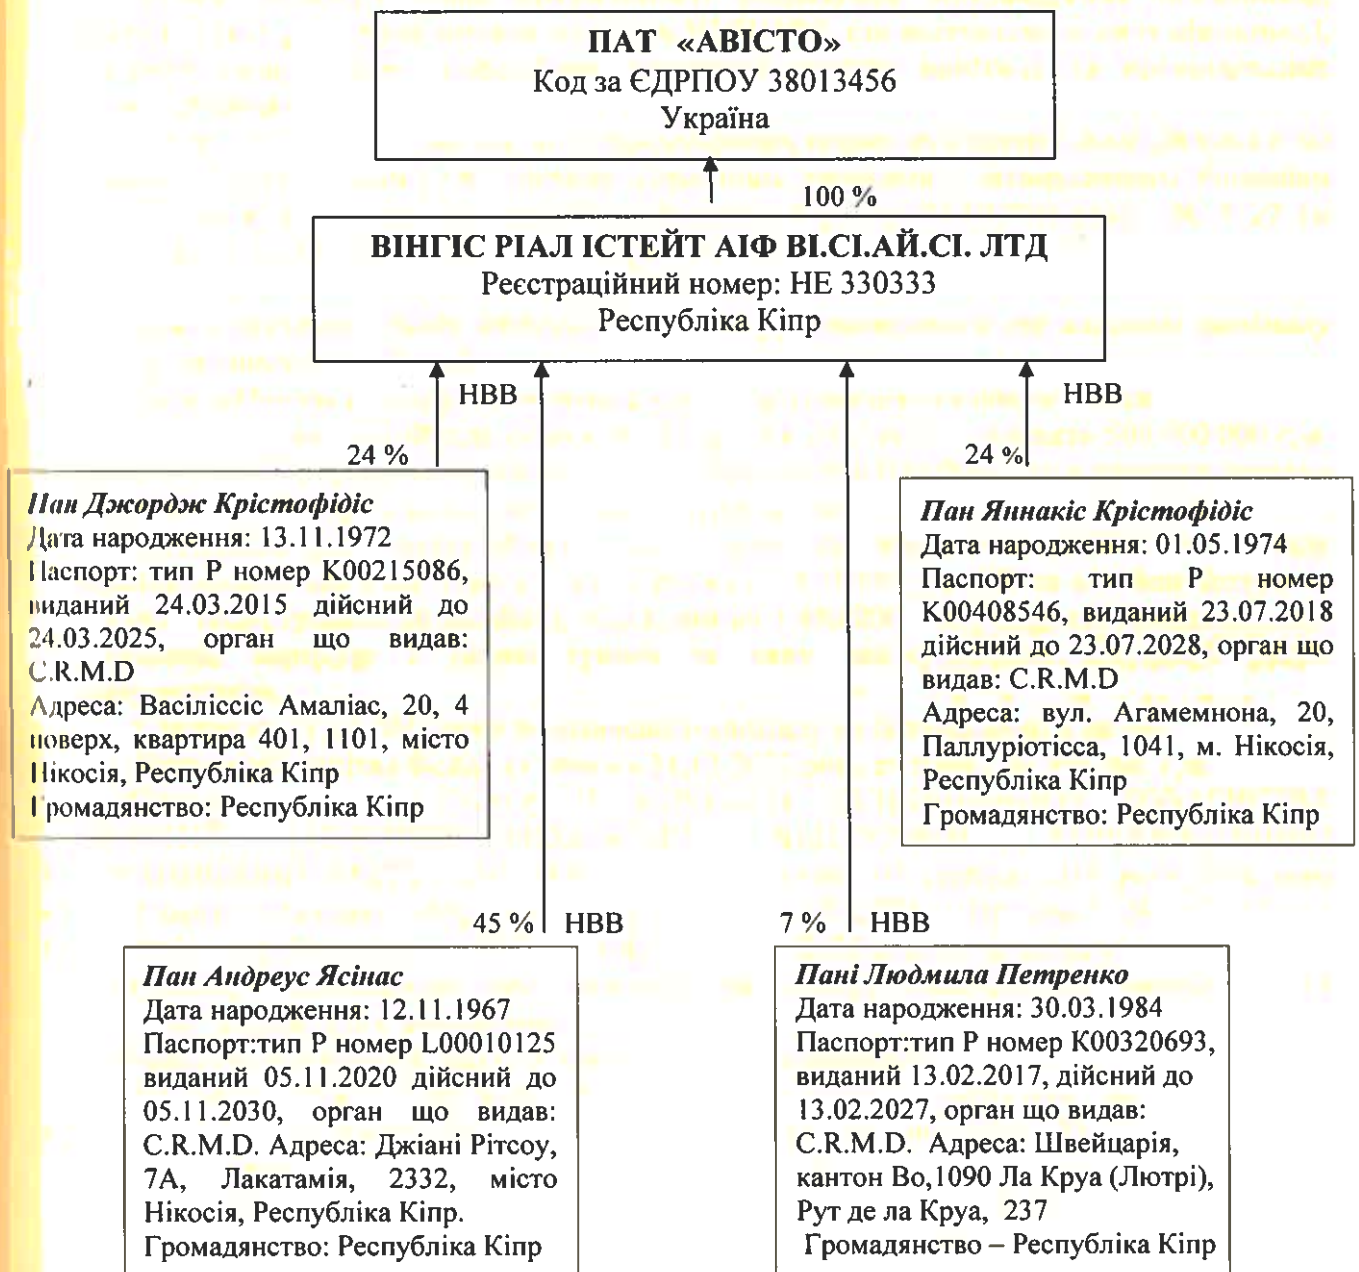 ПАТ «АВІСТО»
Код за ЄДРПОУ 38013456
Україна
100 %
ВІНГІС РІАЛ ІСТЕЙТ АІФ ВІ.СІ.АЙ.СІ. ЛТД
Реєстраційний номер: НЕ 330333
Республіка Кіпр
НВВ
НВВ
24 %
24 %
Пан Джордж Крістофідіс
Дата народження: 13.11.1972
Паспорт: тип Р номер К00215086,
виданий 24.03.2015 дійсний до
24.03.2025, орган що видав:
C.R.M.D
Адреса: Васіліссіс Амаліас, 20, 4
поверх, квартира 401, 1101, місто
Нікосія, Республіка Кіпр
Громадянство: Республіка Кіпр
Пан Яннакіс Крістофідіс
Дата народження: 01.05.1974
Паспорт: тип Р номер
К00408546, виданий 23.07.2018
дійсний до 23.07.2028, орган що
видав: C.R.M.D
Адреса: вул. Агамемнона, 20,
Паллуріотісса, 1041, м. Нікосія,
Республіка Кіпр
Громадянство: Республіка Кіпр
45 % НВВ
7 % НВВ
Пан Андреус Ясінас
Дата народження: 12.11.1967
Паспорт:тип Р номер L00010125
виданий 05.11.2020 дійсний до
05.11.2030, орган що видав:
C.R.M.D. Адреса: Джіані Рітсоу,
7А, Лакатамія, 2332, місто
Нікосія, Республіка Кіпр.
Громадянство: Республіка Кіпр
Пані Людмила Петренко
Дата народження: 30.03.1984
Паспорт:тип Р номер К00320693,
виданий 13.02.2017, дійсний до
13.02.2027, орган що видав:
C.R.M.D. Адреса: Швейцарія,
кантон Во,1090 Ла Круа (Лютрі),
Рут де ла Круа, 237
Громадянство – Республіка Кіпр